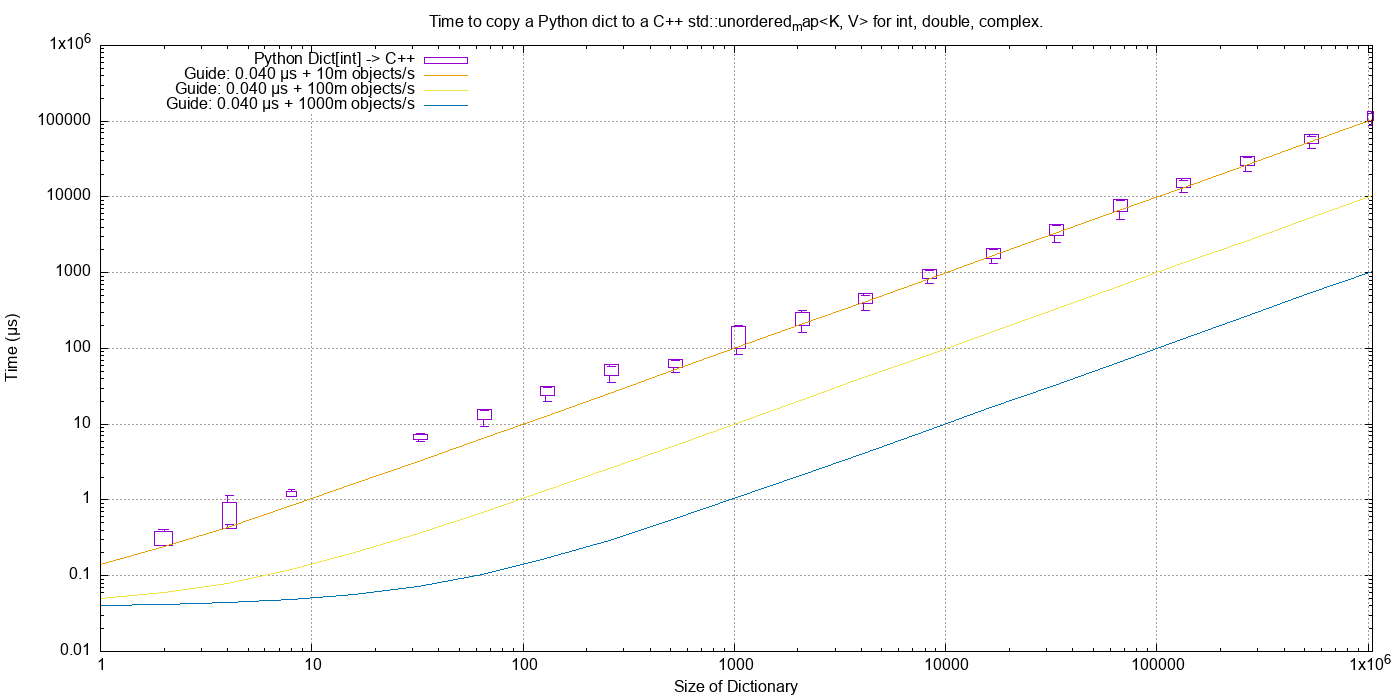 Time to copy a Python dict to a C++ std::unordered_map<K, V> for int, double, complex.
1x10^6
100000
10000
1000
100
10
1
0.1
0.01
Python Dict[int] -> C++
Guide: 0.040 µs + 10m objects/s
Guide: 0.040 µs + 100m objects/s
Guide: 0.040 µs + 1000m objects/s
Time (µs)
1 10 100 1000 10000 100000 1x10^6
Size of Dictionary